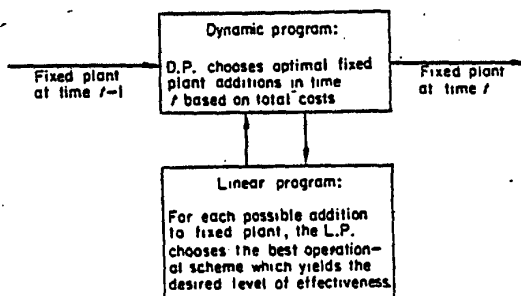 Dynamic program:
D.P. chooses optimal fixed
plant additions in time
t based on total costs
Fixed plant
at time t-1
Fixed plant
at time t
Linear program:
For each possible addition
to fixed plant, the L.P.
chooses the best operation-
al scheme which yields the
desired level of effectiveness.